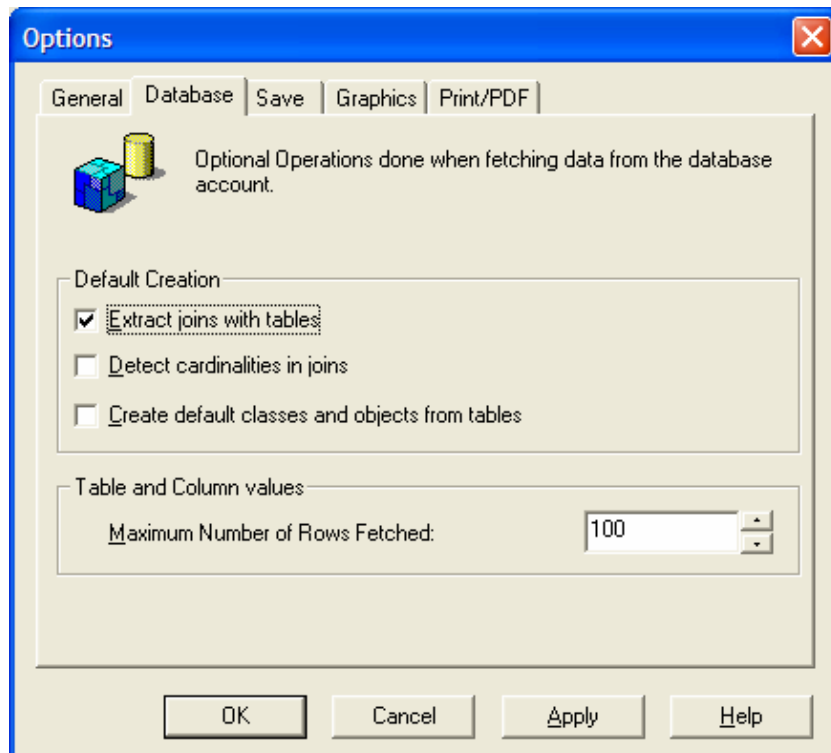 Options
General Database Save Graphics Print/PDF
Optional Operations done when fetching data from the database
account.
Default Creation
Extract joins with tables
Detect cardinalities in joins
Create default classes and objects from tables
Table and Column values
Maximum Number of Rows Fetched: 100
OK Cancel Apply Help